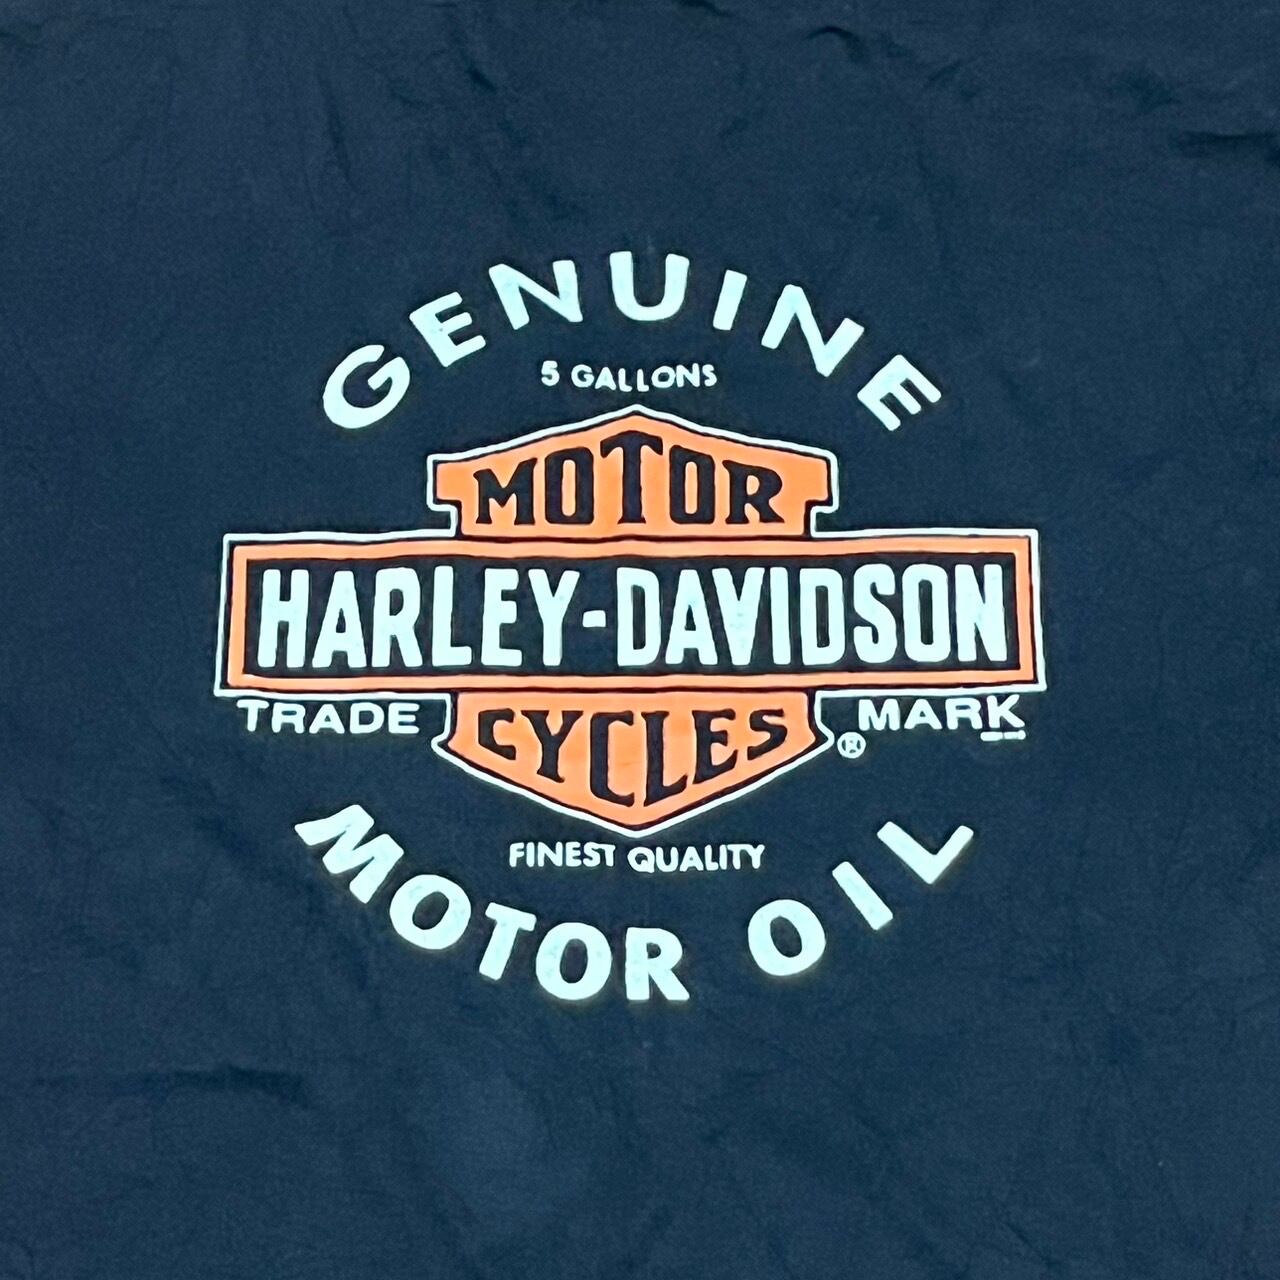 GENUINE
5 GALLONS
MOTOR
HARLEY-DAVIDSON
TRADE MARK
CYCLES
®
FINEST QUALITY
MOTOR OIL